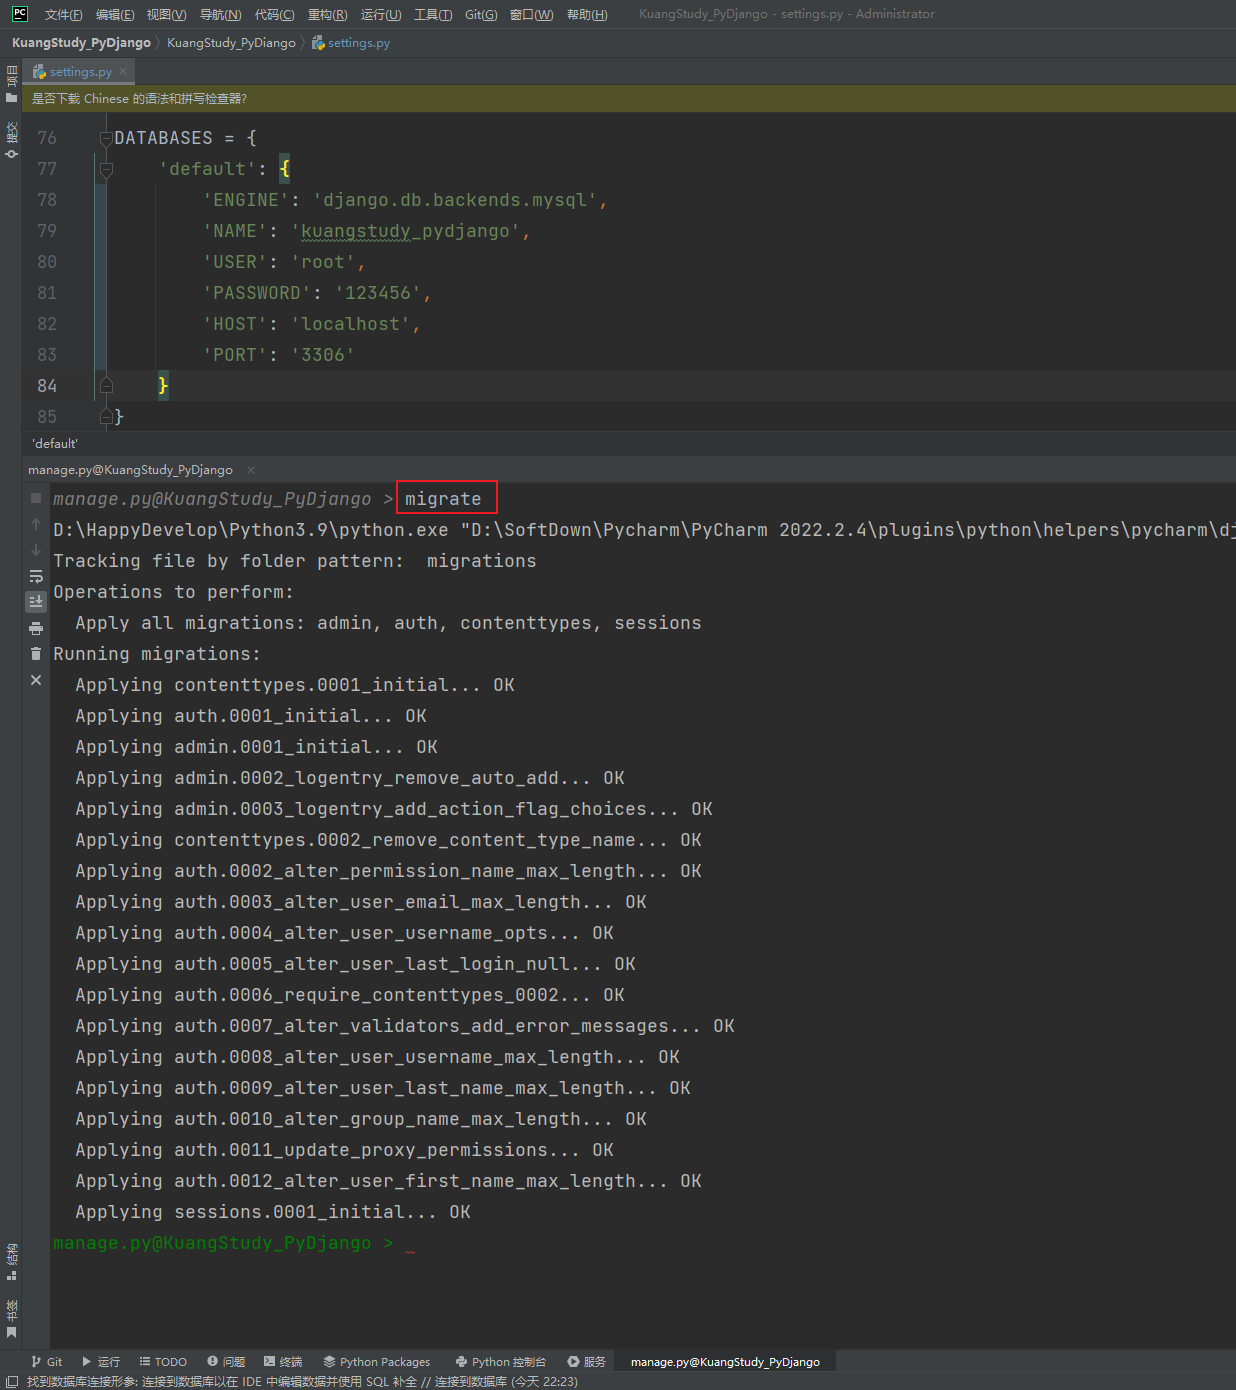 PC 文件(F) 编辑(E) 视图(V) 导航(N) 代码(C) 重构(R) 运行(U) 工具(T) Git(G) 窗口(W) 帮助(H) KuangStudy_PyDjango - settings.py - Administrator
KuangStudy_PyDjango KuangStudy_PyDjango settings.py
项目
提交
settings.py
是否下载 Chinese 的语法和拼写检查器?
76 DATABASES = {
77 'default': {
78 'ENGINE': 'django.db.backends.mysql',
79 'NAME': 'kuangstudy_pydjango',
80 'USER': 'root',
81 'PASSWORD': '123456',
82 'HOST': 'localhost',
83 'PORT': '3306'
84 }
85 }
'default'
manage.py@KuangStudy_PyDjango
manage.py@KuangStudy_PyDjango > migrate
D:\HappyDevelop\Python3.9\python.exe "D:\SoftDown\Pycharm\PyCharm 2022.2.4\plugins\python\helpers\pycharm\dj
Tracking file by folder pattern:  migrations
Operations to perform:
  Apply all migrations: admin, auth, contenttypes, sessions
Running migrations:
  Applying contenttypes.0001_initial... OK
  Applying auth.0001_initial... OK
  Applying admin.0001_initial... OK
  Applying admin.0002_logentry_remove_auto_add... OK
  Applying admin.0003_logentry_add_action_flag_choices... OK
  Applying contenttypes.0002_remove_content_type_name... OK
  Applying auth.0002_alter_permission_name_max_length... OK
  Applying auth.0003_alter_user_email_max_length... OK
  Applying auth.0004_alter_user_username_opts... OK
  Applying auth.0005_alter_user_last_login_null... OK
  Applying auth.0006_require_contenttypes_0002... OK
  Applying auth.0007_alter_validators_add_error_messages... OK
  Applying auth.0008_alter_user_username_max_length... OK
  Applying auth.0009_alter_user_last_name_max_length... OK
  Applying auth.0010_alter_group_name_max_length... OK
  Applying auth.0011_update_proxy_permissions... OK
  Applying auth.0012_alter_user_first_name_max_length... OK
  Applying sessions.0001_initial... OK
manage.py@KuangStudy_PyDjango >
结构
书签
Git 运行 TODO 问题 终端 Python Packages Python 控制台 服务 manage.py@KuangStudy_PyDjango
找到数据库连接形参: 连接到数据库以在 IDE 中编辑数据并使用 SQL 补全 // 连接到数据库 (今天 22:23)